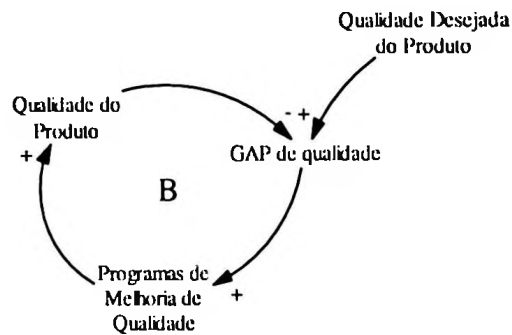 Qualidade Desejada
do Produto
Qualidade do
Produto
- +
GAP de qualidade
+
B
Programas de
Melhoria de
Qualidade
+